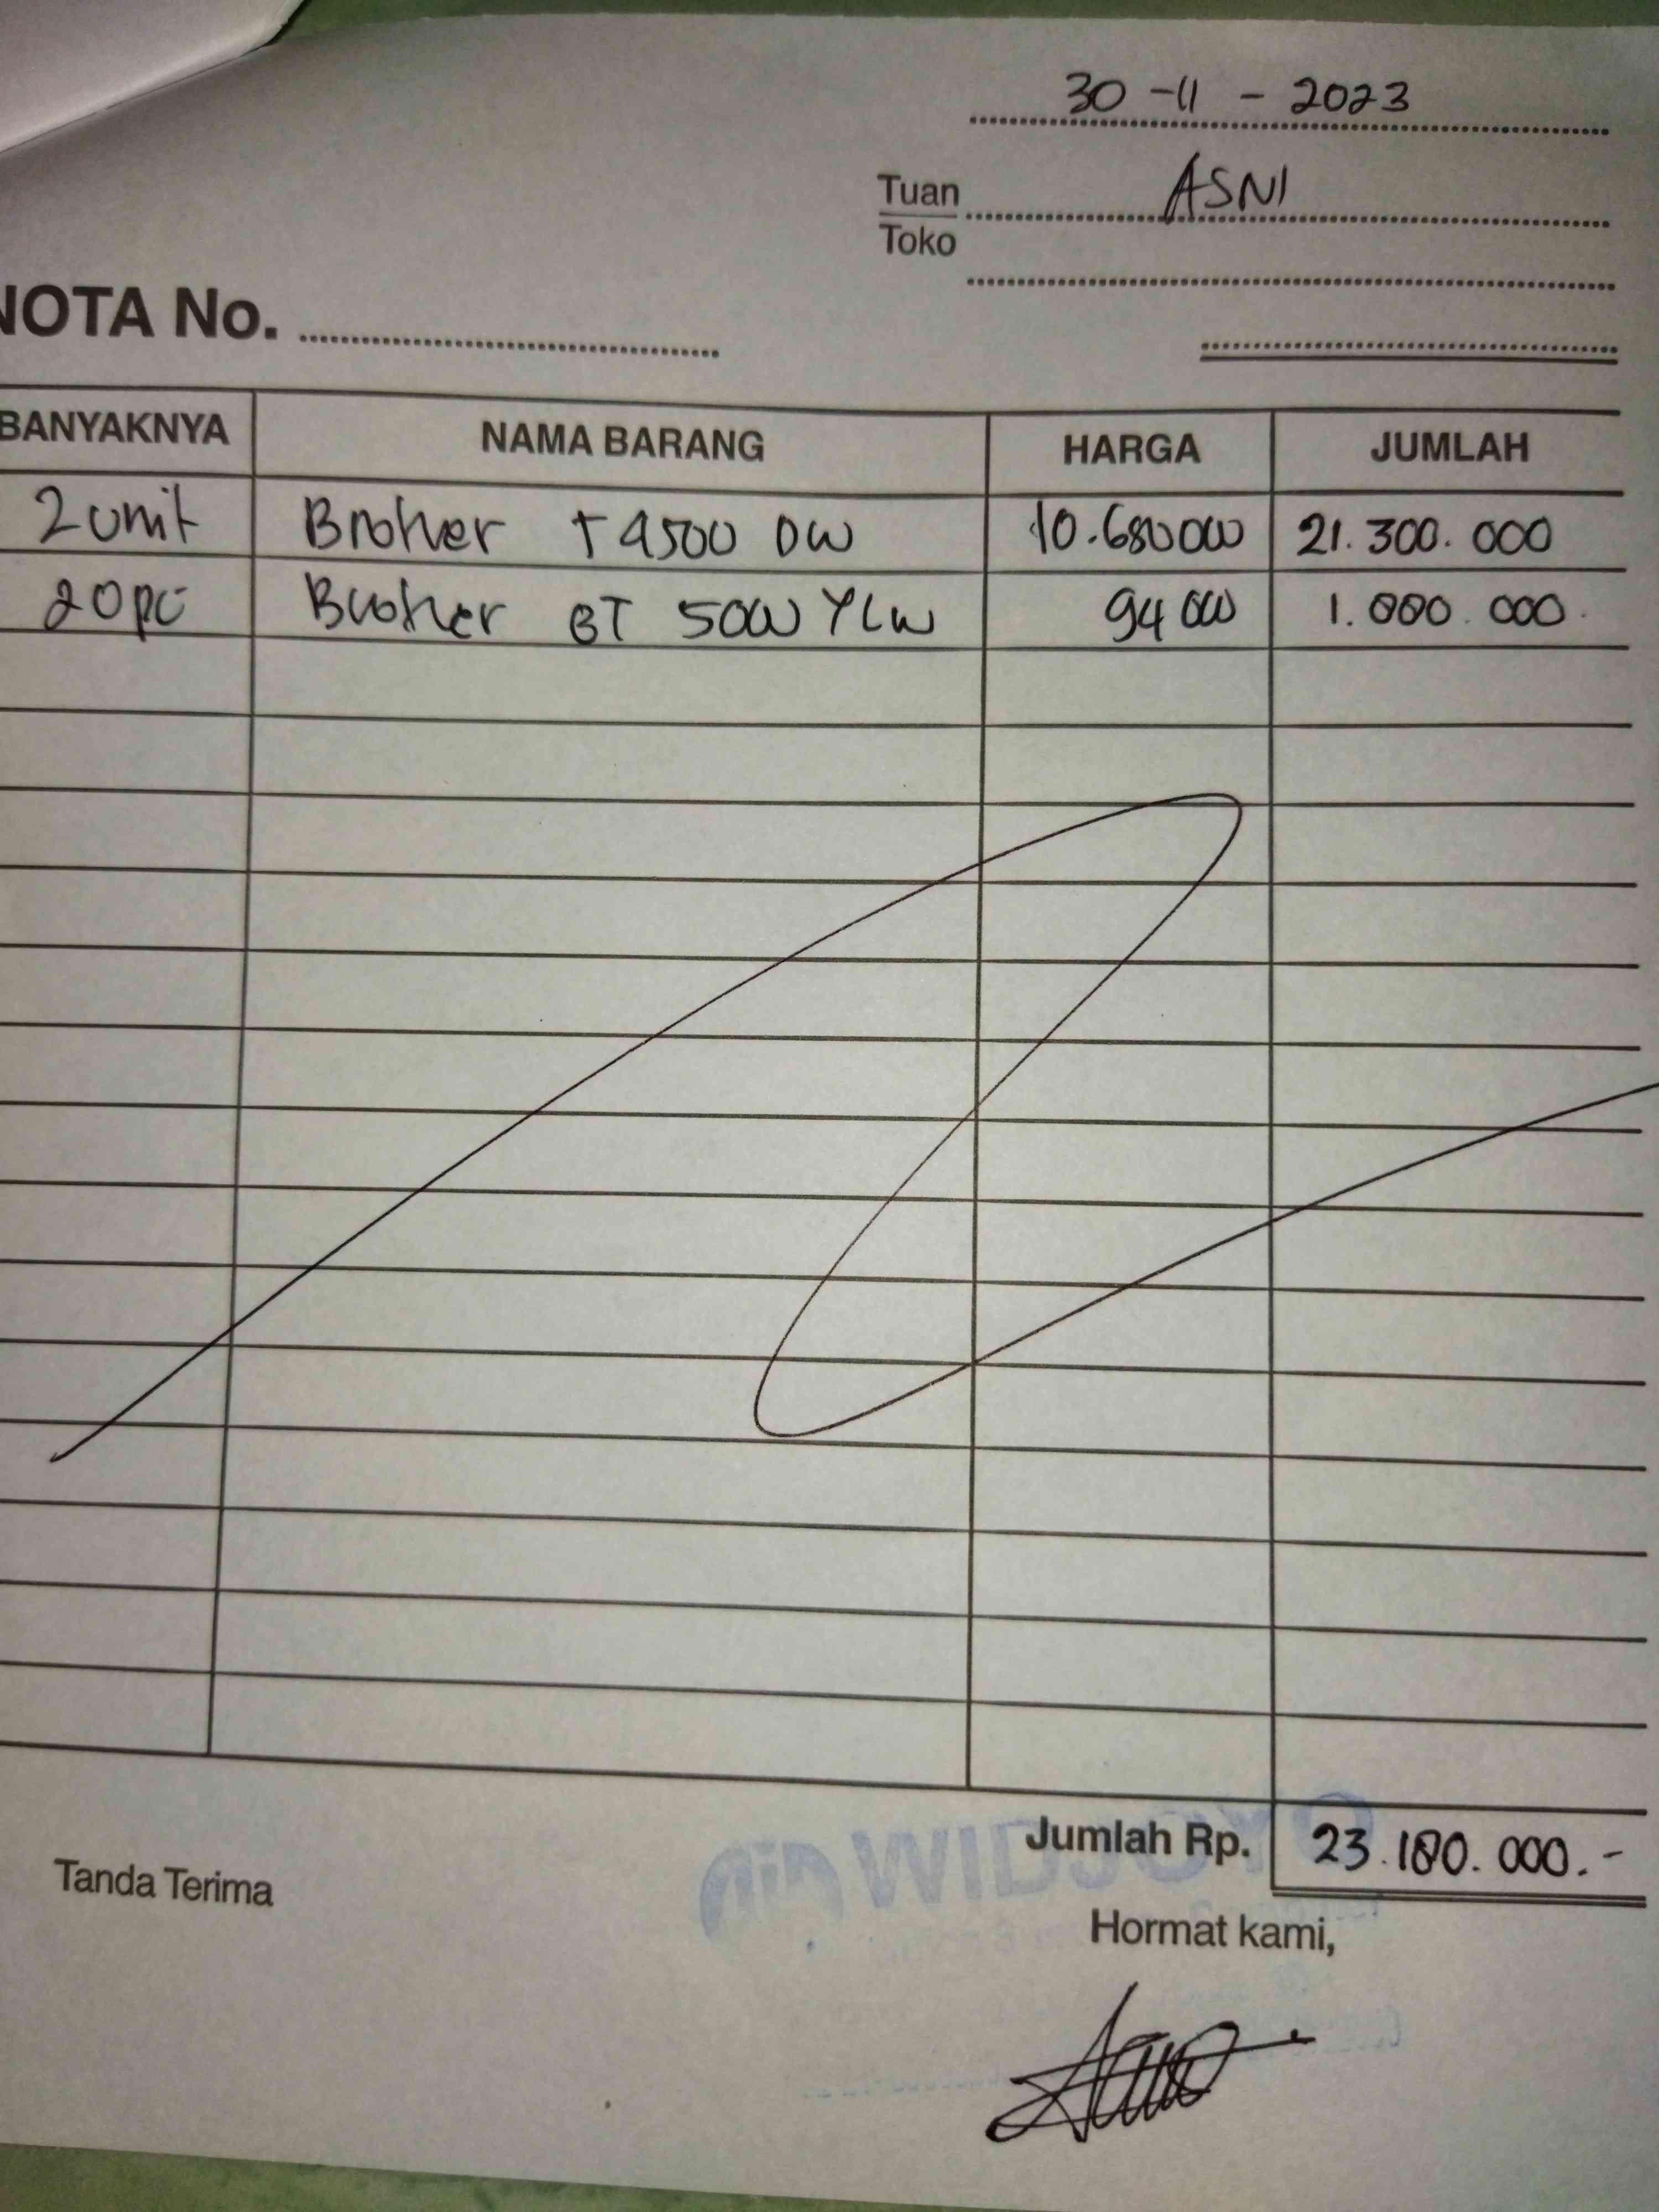 30 - 11 - 2023
Tuan ASNI
Toko
NOTA No.
BANYAKNYA NAMA BARANG HARGA JUMLAH
2 unit Brother T4500 DW 10.680000 21.300.000
20 pc Brother BT 5000 YLW 94 000 1.880.000
Jumlah Rp. 23.180.000.-
Tanda Terima
Hormat kami,